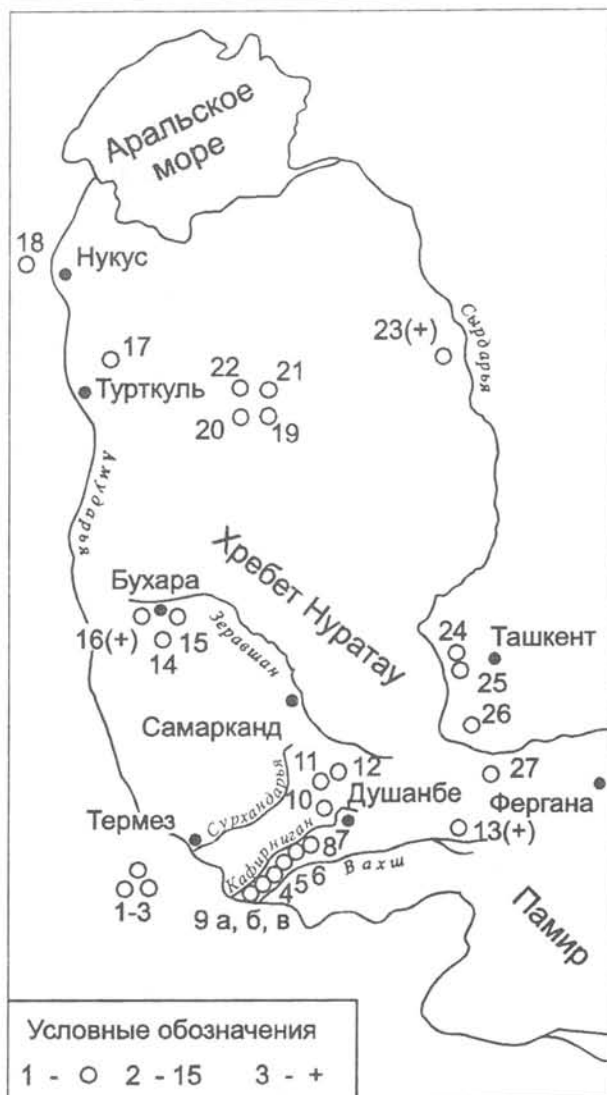 Аральское
море
18
Нукус
17
Турткуль
23(+)
Сырдарья
22 21
20 19
Амударья
Хребет Нуратау
Бухара
16(+) 15
14
Зеравшан
24 Ташкент
25
26
Самарканд
11 12
10
Сурхандарья
Душанбе
27
Фергана
13(+)
Термез
Кафирниган
7
8
6
5
4
Вахш
1-3
9 а, б, в
Памир
Условные обозначения
1 - ○ 2 - 15 3 - +